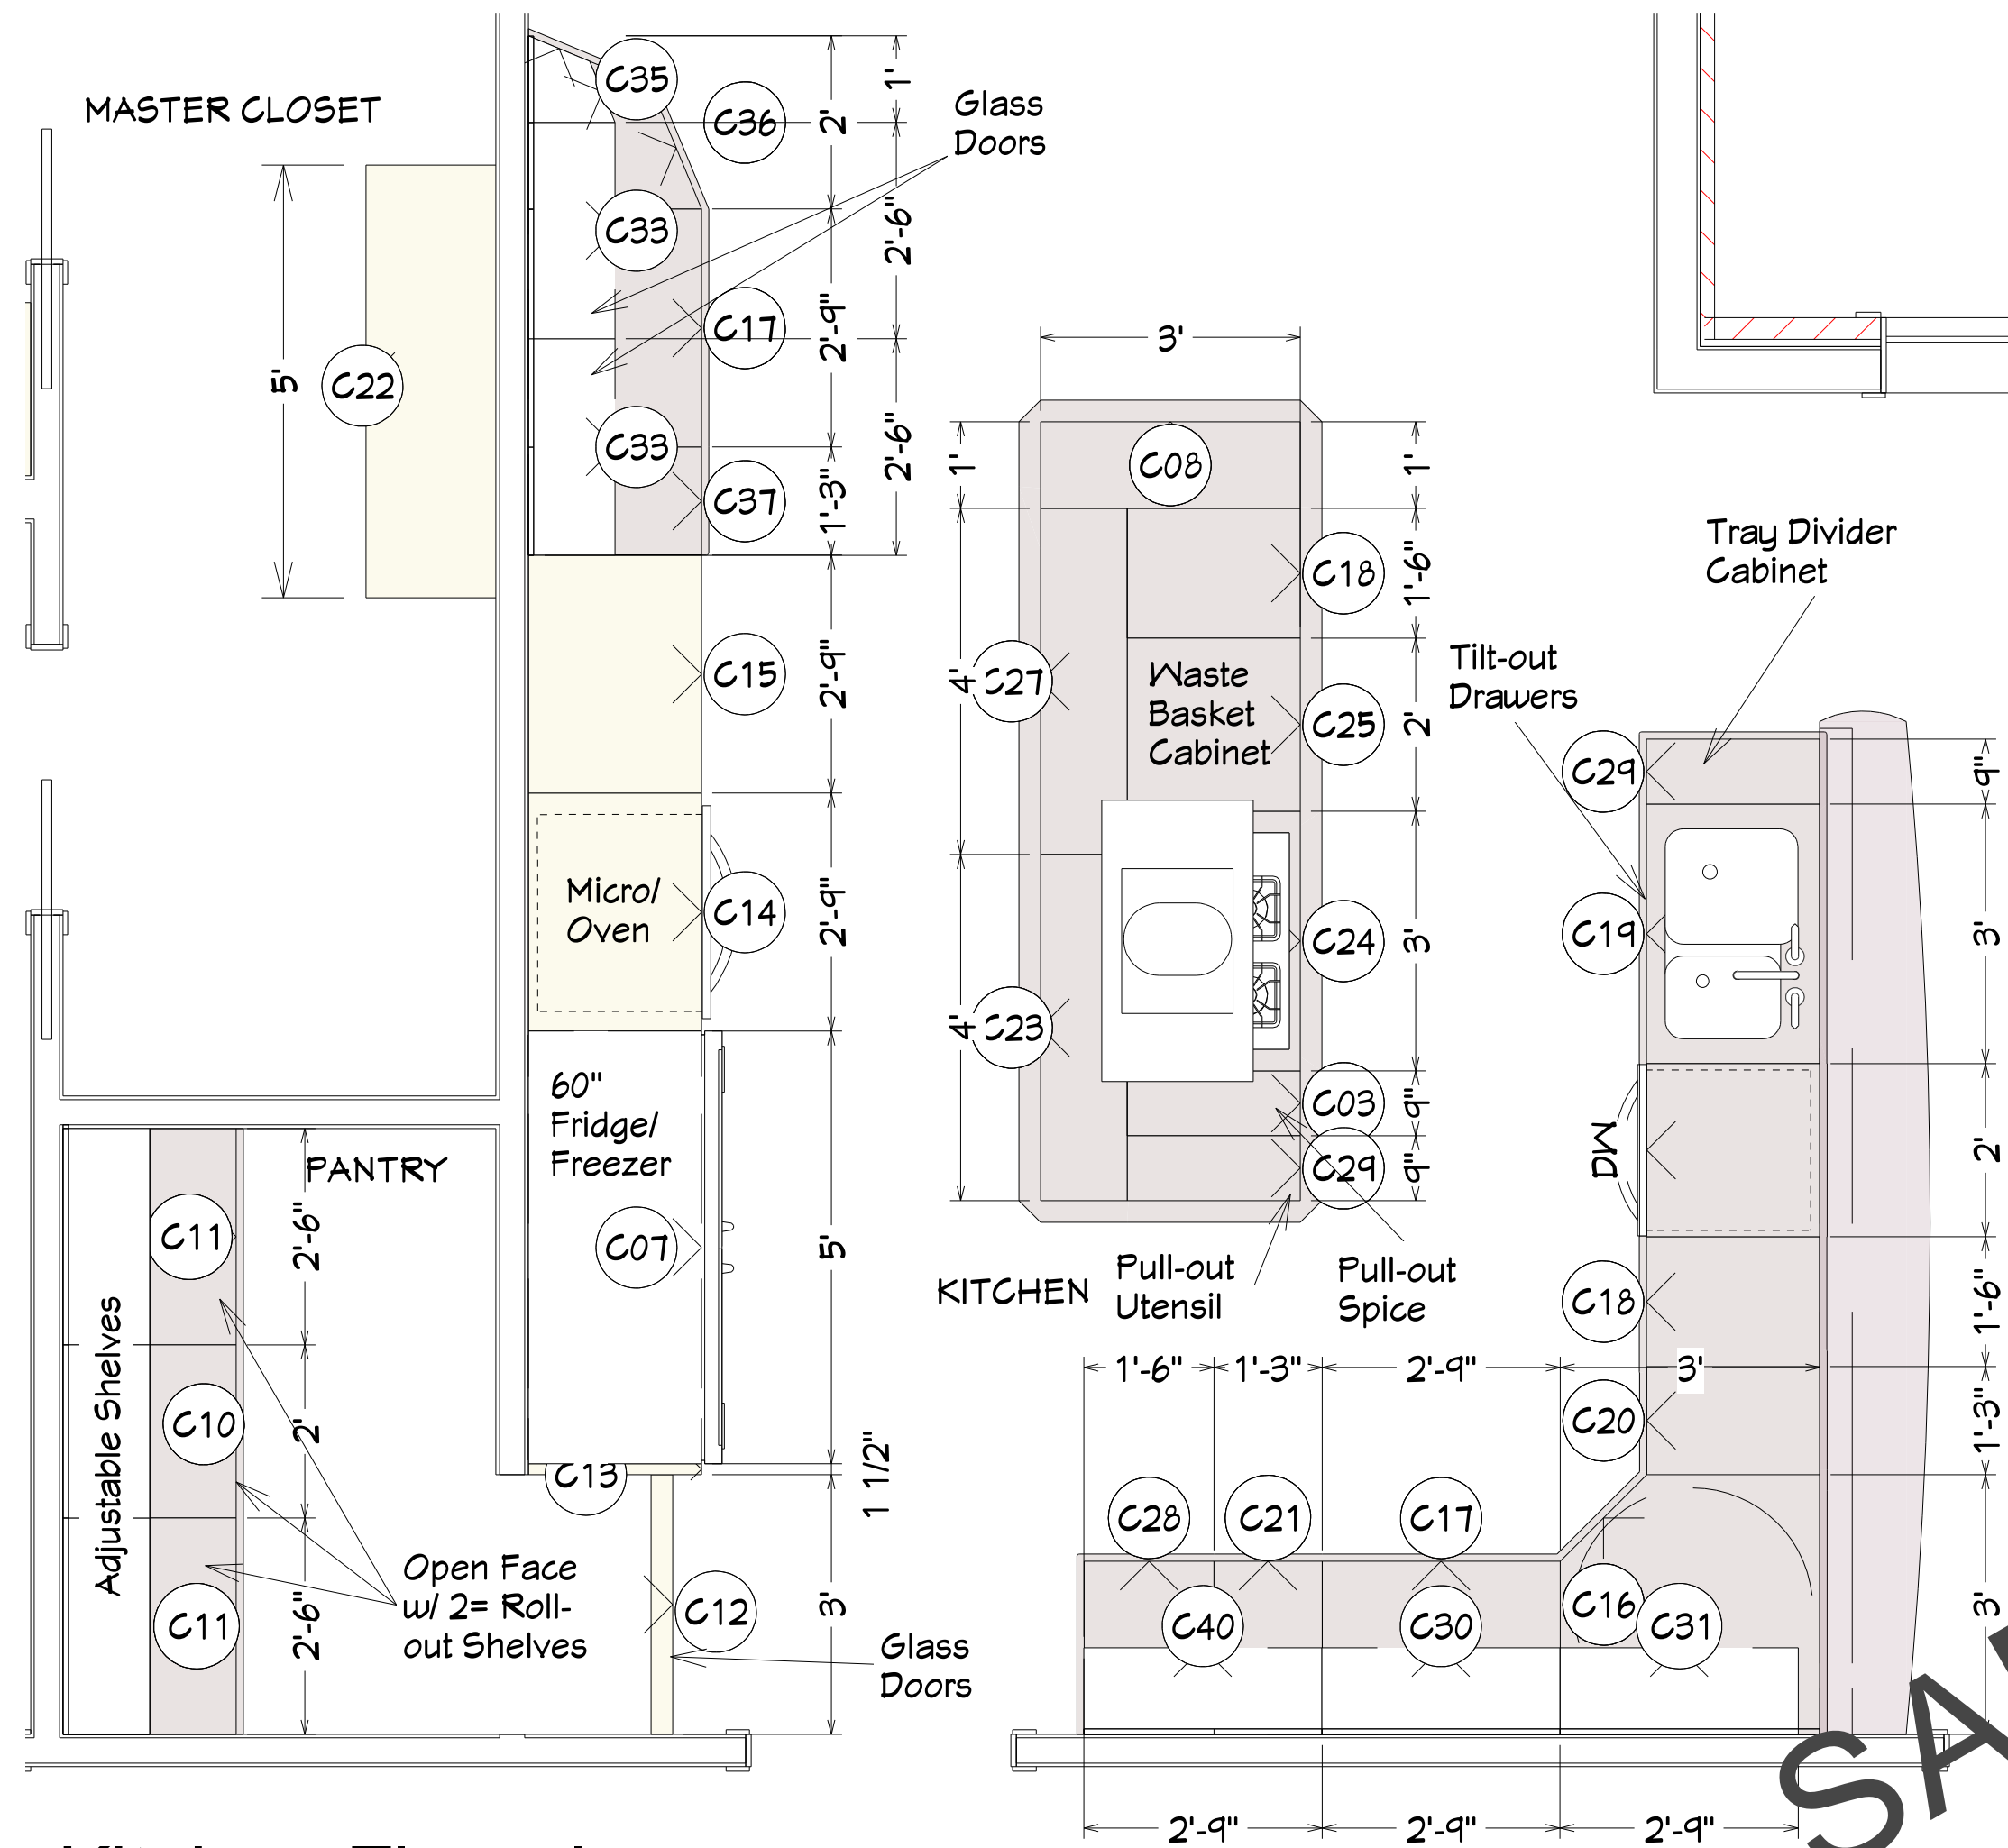 MASTER CLOSET
5'
C22
C35
C36
C33
C17
C33
C37
C15
C14
C07
C13
C12
2'
2'-9"
1'-3"
2'-9"
2'-9"
5'
1 1/2"
3'
1'
2'-6"
2'-6"
Glass
Doors
Micro/
Oven
60"
Fridge/
Freezer
PANTRY
Adjustable Shelves
C11
C10
C11
2'-6"
2'
2'-6"
Open Face
w/ 2= Roll-
out Shelves
Glass
Doors
3'
1'
4'
4'
C08
C27
C23
Waste
Basket
Cabinet
C18
C25
C24
C03
C29
1'
1'-6"
2'
3'
9"
9"
KITCHEN
Pull-out
Utensil
Pull-out
Spice
Tray Divider
Cabinet
Tilt-out
Drawers
C29
C19
DW
C18
C20
9"
3'
2'
1'-6"
1'-3"
3'
1'-6"
1'-3"
2'-9"
3'
C28
C21
C17
C16
C40
C30
C31
2'-9"
2'-9"
2'-9"